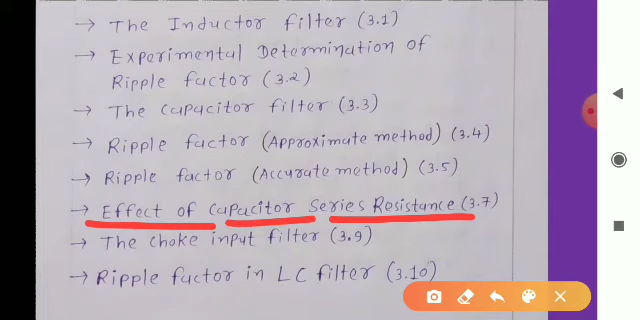 → The Inductor filter (3.1)
→ Experimental Determination of
Ripple factor (3.2)
→ The capacitor filter (3.3)
→ Ripple factor (Approximate method) (3.4)
→ Ripple factor (Accurate method) (3.5)
→ Effect of capacitor series Resistance (3.7)
→ The choke input filter (3.9)
→ Ripple factor in LC filter (3.10)